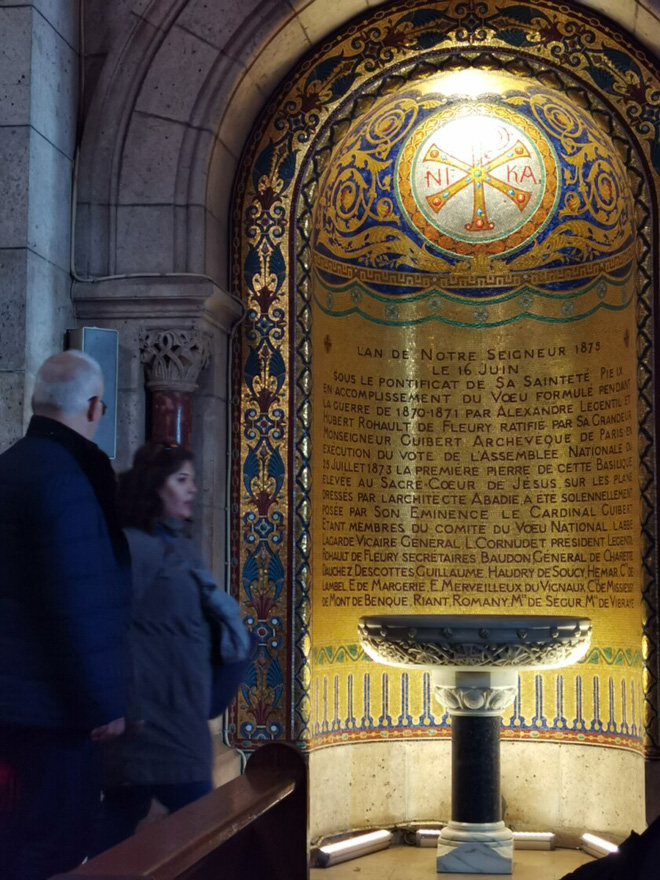 NI KA
LAN DE NOTRE SEIGNEUR 1875
LE 16 JUIN
SOUS LE PONTIFICAT DE SA SAINTETÉ PIE IX
EN ACCOMPLISSEMENT DU VŒU FORMULÉ PENDANT
LA GUERRE DE 1870-1871 PAR ALEXANDRE LEGENTIL ET
HUBERT ROHAULT DE FLEURY RATIFIÉ PAR SA GRANDEUR
MONSEIGNEUR GUIBERT ARCHEVÊQUE DE PARIS EN
EXÉCUTION DU VOTE DE L'ASSEMBLÉE NATIONALE DU
23 JUILLET 1873 LA PREMIÈRE PIERRE DE CETTE BASILIQUE
ÉLEVÉE AU SACRÉ-CŒUR DE JÉSUS SUR LES PLANS
DRESSÉS PAR L'ARCHITECTE ABADIE A ÉTÉ SOLENNELLEMENT
POSÉE PAR SON EMINENCE LE CARDINAL GUIBERT
ÉTANT MEMBRES DU COMITÉ DU VŒU NATIONAL L'ABBÉ
LAGARDE VICAIRE GÉNÉRAL, L. CORNUDET PRÉSIDENT LEGENTIL
ROHAULT DE FLEURY SECRÉTAIRES BAUDON GÉNÉRAL DE CHARETTE
DAUCHEZ DESCOTTES GUILLAUME HAUDRY DE SOUCY HÉMAR, CTE DE
LAMBEL, E. DE MARGERIE, E. MERVEILLEUX DU VIGNAUX, C. DE MISSIESSY
DE MONT DE BENQUE, RIANT, ROMANY, MIS DE SÉGUR, MIS DE VIBRAYE